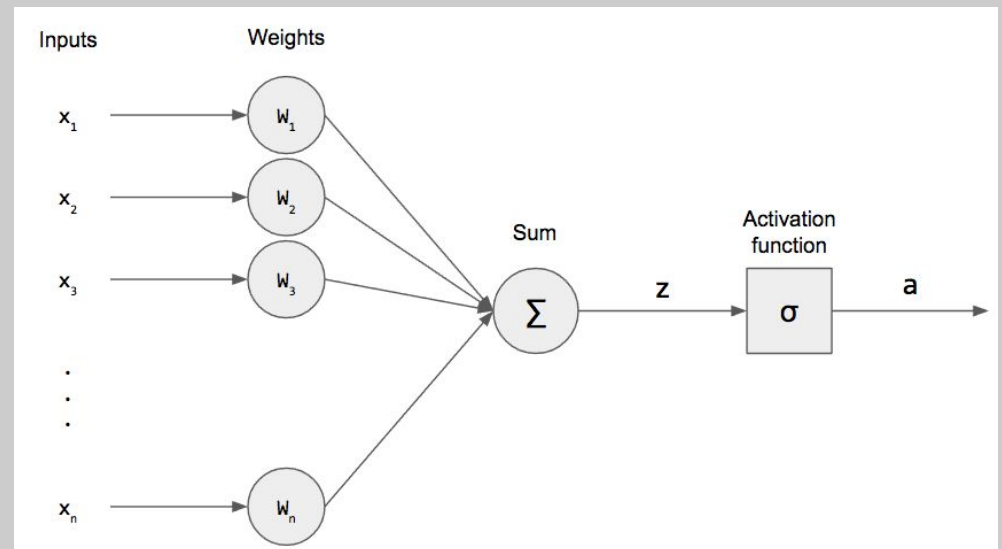 Inputs
Weights
x₁
W₁
x₂
W₂
x₃
W₃
.
.
.
xₙ
Wₙ
Sum
Σ
z
Activation
function
σ
a